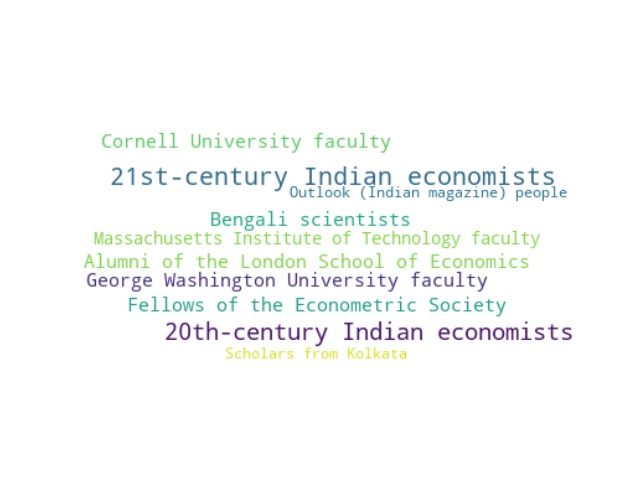 Cornell University faculty
21st-century Indian economists
Outlook (Indian magazine) people
Bengali scientists
Massachusetts Institute of Technology faculty
Alumni of the London School of Economics
George Washington University faculty
Fellows of the Econometric Society
20th-century Indian economists
Scholars from Kolkata